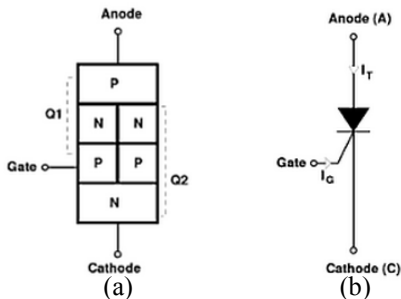 Anode
P
Q1
N N
Gate
P P
Q2
N
Cathode
(a)
Anode (A)
I_T
Gate
I_G
Cathode (C)
(b)